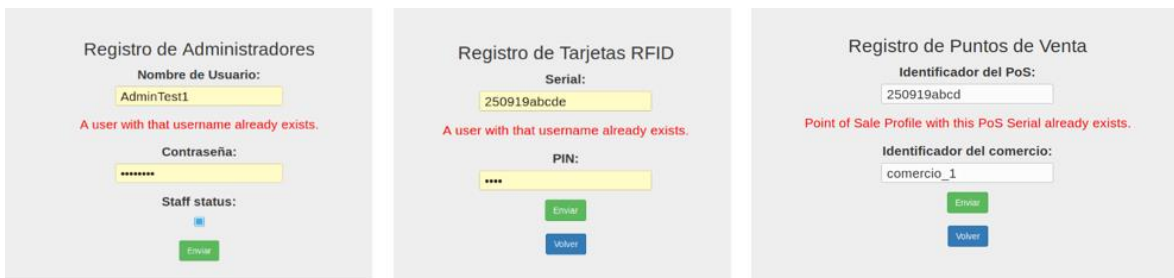 Registro de Administradores
Nombre de Usuario:
AdminTest1
A user with that username already exists.
Contraseña:
••••••••
Staff status:
Enviar
Registro de Tarjetas RFID
Serial:
250919abcde
A user with that username already exists.
PIN:
••••
Enviar
Volver
Registro de Puntos de Venta
Identificador del PoS:
250919abcd
Point of Sale Profile with this PoS Serial already exists.
Identificador del comercio:
comercio_1
Enviar
Volver